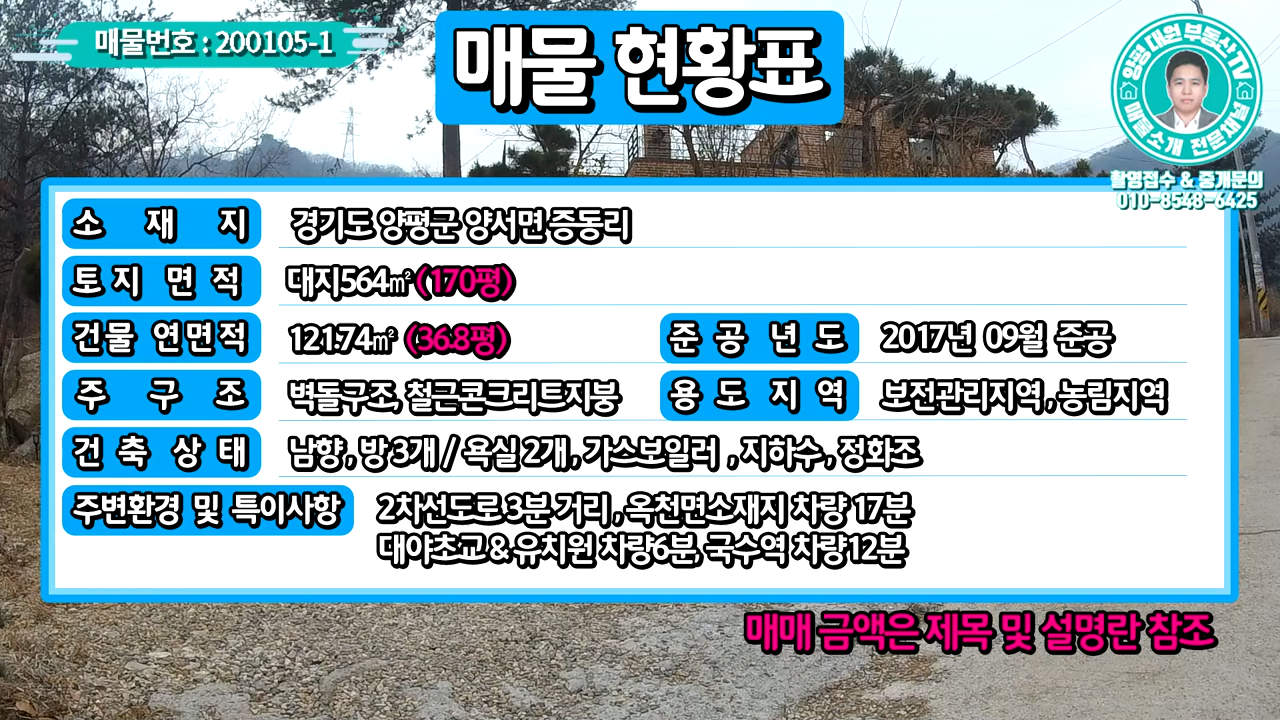 매물번호 : 200105-1
매물 현황표
양평 대원 부동산TV
매물소개 전문채널
촬영접수 & 중개문의
010-8548-6425
소 재 지 경기도 양평군 양서면 증동리
토지 면적 대지564㎡ (170평)
건물 연면적 121.74㎡ (36.8평) 준 공 년 도 2017년 09월 준공
주 구 조 벽돌구조, 철근콘크리트지붕 용 도 지 역 보전관리지역, 농림지역
건 축 상 태 남향, 방 3개 / 욕실 2개, 가스보일러 , 지하수, 정화조
주변환경 및 특이사항 2차선도로 3분 거리, 옥천면소재지 차량 17분
대야초교 & 유치원 차량6분, 국수역 차량12분
매매 금액은 제목 및 설명란 참조